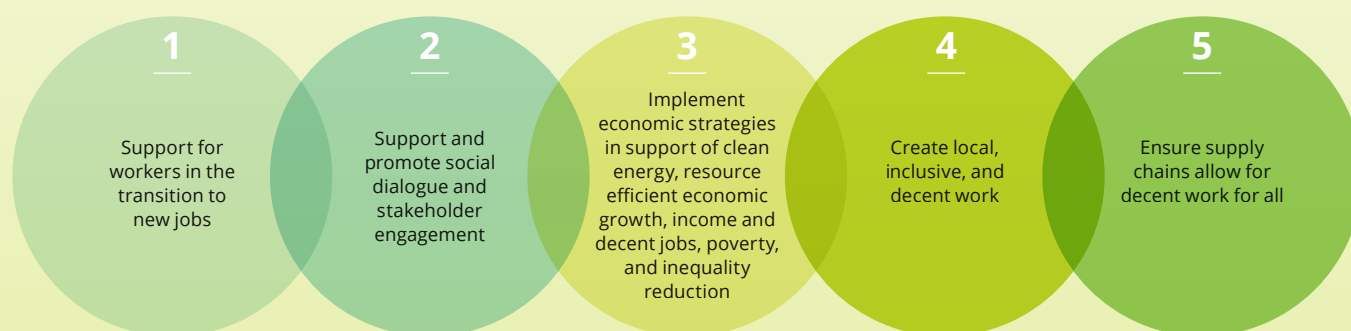 1
Support for
workers in the
transition to
new jobs
2
Support and
promote social
dialogue and
stakeholder
engagement
3
Implement
economic strategies
in support of clean
energy, resource
efficient economic
growth, income and
decent jobs, poverty,
and inequality
reduction
4
Create local,
inclusive, and
decent work
5
Ensure supply
chains allow for
decent work for all